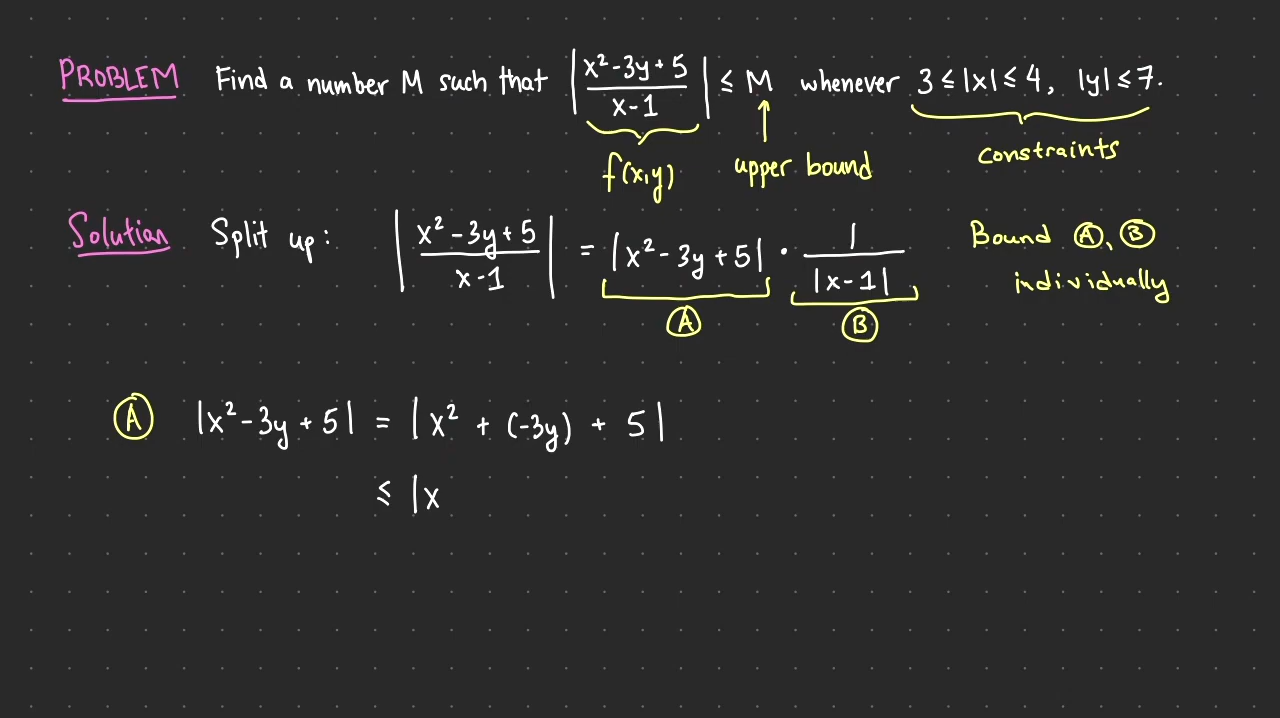 PROBLEM Find a number M such that |x² - 3y + 5 / x - 1| ≤ M whenever 3 ≤ |x| ≤ 4, |y| ≤ 7.
f(x,y) upper bound constraints
Solution Split up: |x² - 3y + 5 / x - 1| = |x² - 3y + 5| · 1 / |x - 1| Bound Ⓐ, Ⓑ
individually
Ⓐ Ⓑ
Ⓐ |x² - 3y + 5| = |x² + (-3y) + 5|
≤ |x